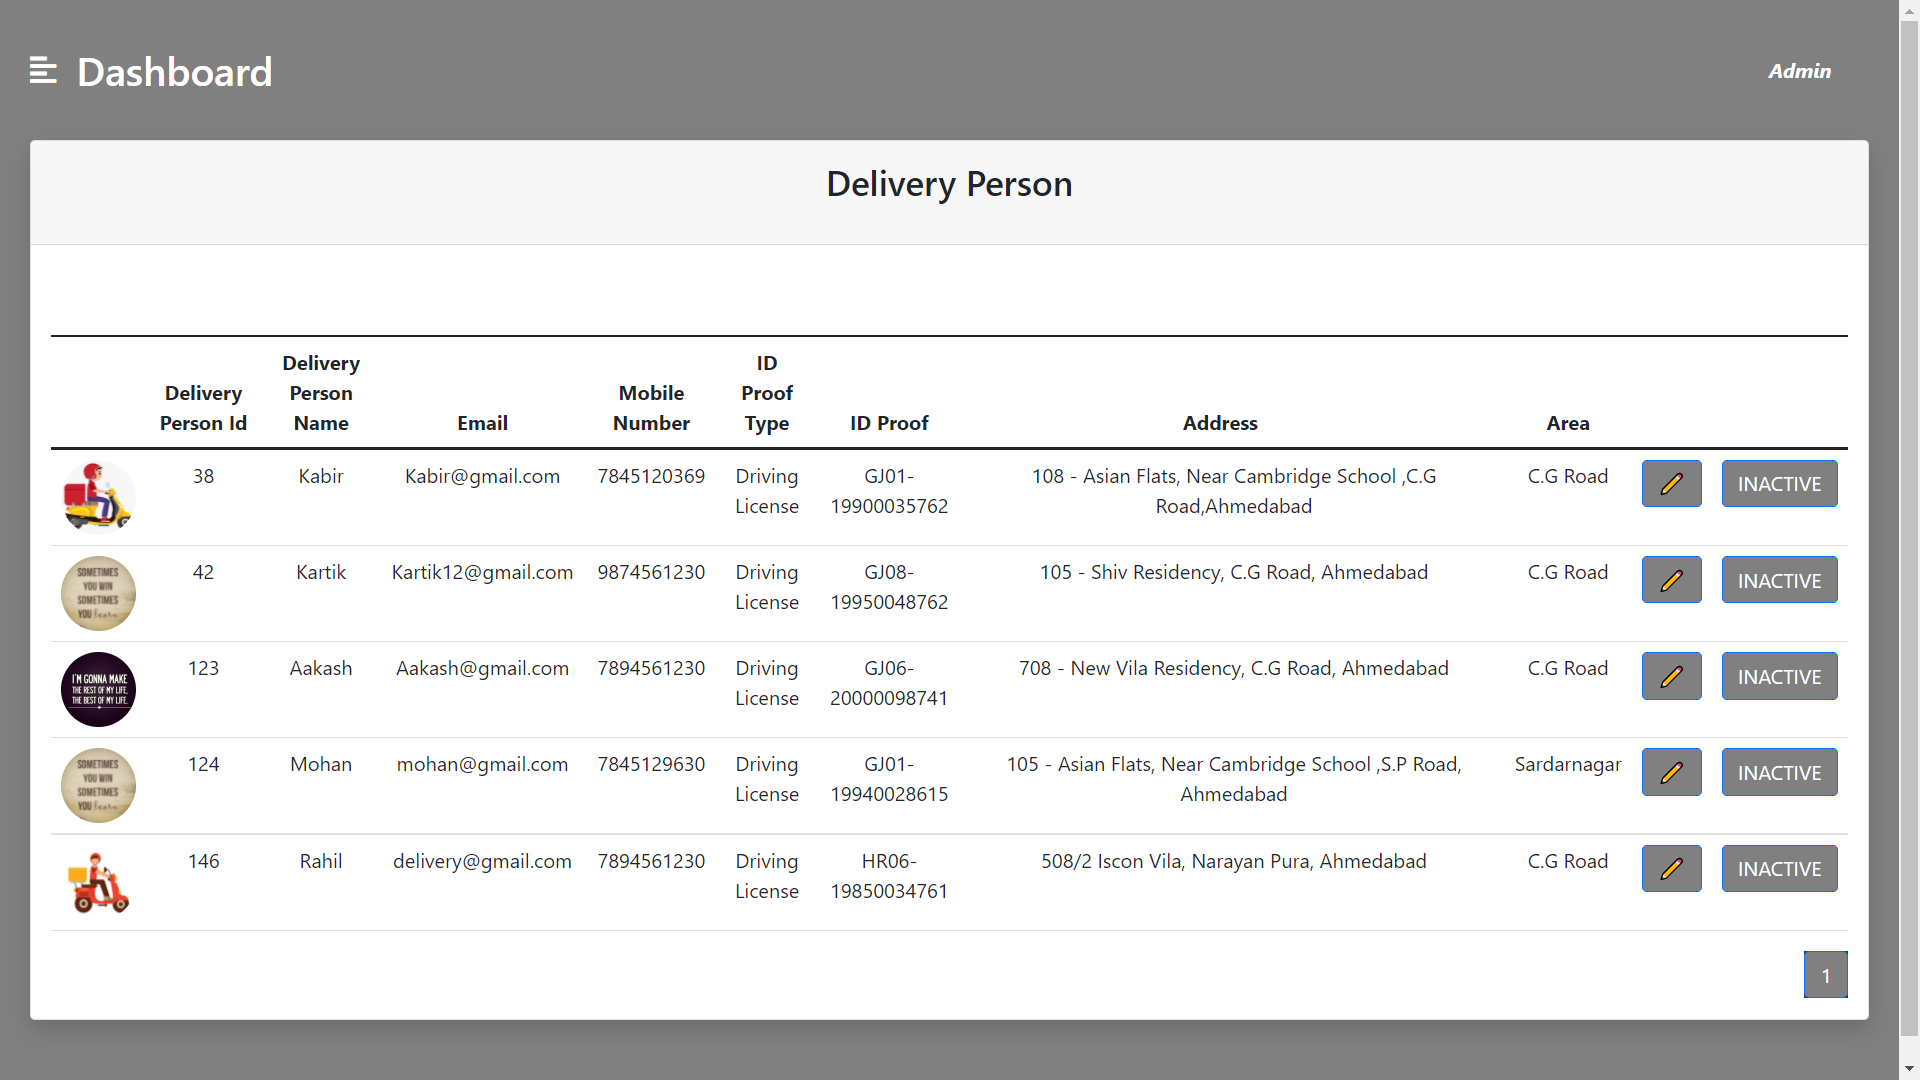 Dashboard
Admin
Delivery Person
Delivery Person Id
Delivery Person Name
Email
Mobile Number
ID Proof Type
ID Proof
Address
Area
38 Kabir Kabir@gmail.com 7845120369 Driving License GJ01-19900035762 108 - Asian Flats, Near Cambridge School ,C.G Road,Ahmedabad C.G Road INACTIVE
SOMETIMES
YOU WIN
SOMETIMES
YOU learn
42 Kartik Kartik12@gmail.com 9874561230 Driving License GJ08-19950048762 105 - Shiv Residency, C.G Road, Ahmedabad C.G Road INACTIVE
I'M GONNA MAKE
THE REST OF MY LIFE,
THE BEST OF MY LIFE.
123 Aakash Aakash@gmail.com 7894561230 Driving License GJ06-20000098741 708 - New Vila Residency, C.G Road, Ahmedabad C.G Road INACTIVE
SOMETIMES
YOU WIN
SOMETIMES
YOU learn
124 Mohan mohan@gmail.com 7845129630 Driving License GJ01-19940028615 105 - Asian Flats, Near Cambridge School ,S.P Road, Ahmedabad Sardarnagar INACTIVE
146 Rahil delivery@gmail.com 7894561230 Driving License HR06-19850034761 508/2 Iscon Vila, Narayan Pura, Ahmedabad C.G Road INACTIVE
1